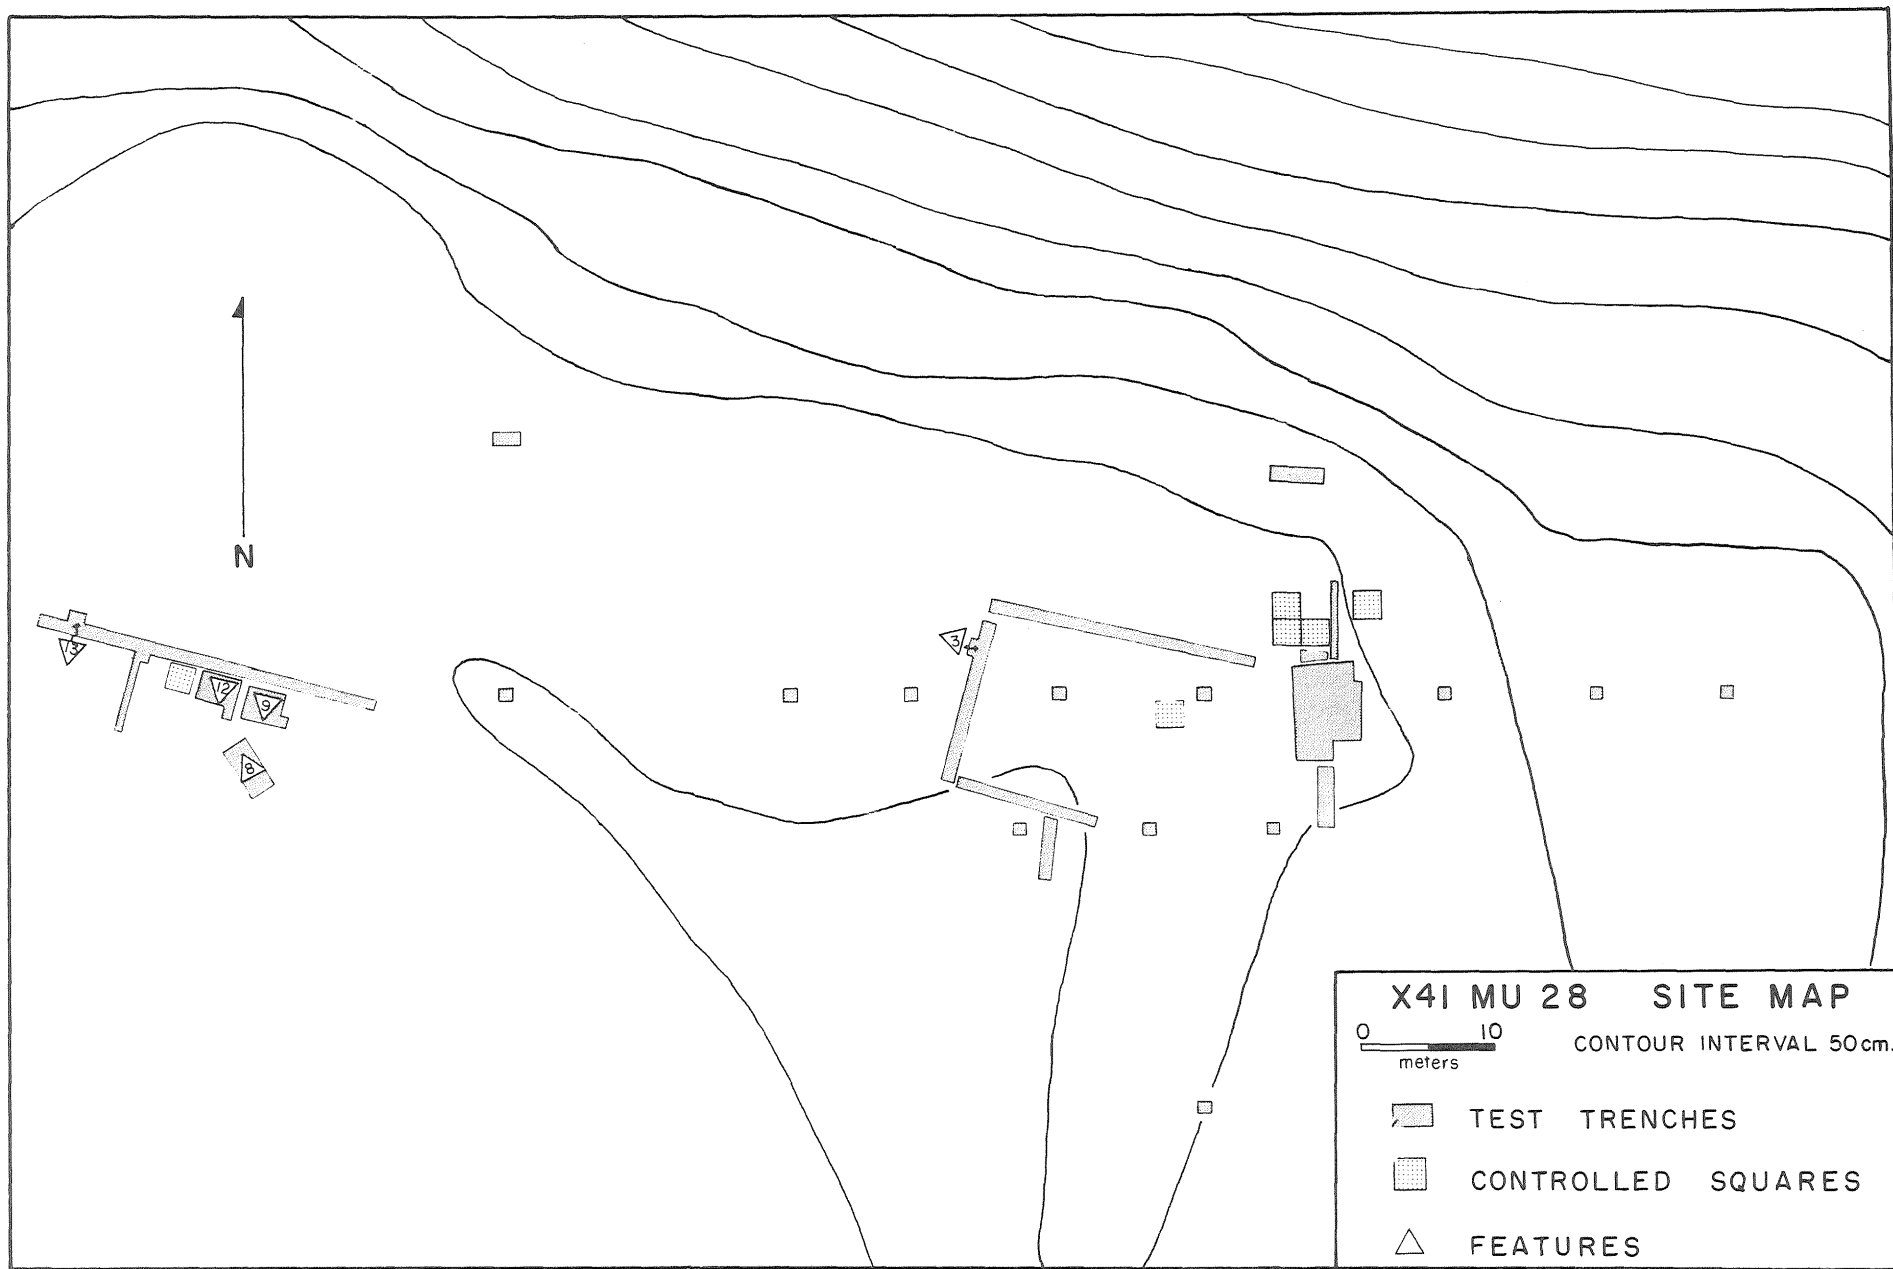 N
13
12
9
8
3
X41 MU 28 SITE MAP
0 10
meters
CONTOUR INTERVAL 50cm.
TEST TRENCHES
CONTROLLED SQUARES
FEATURES